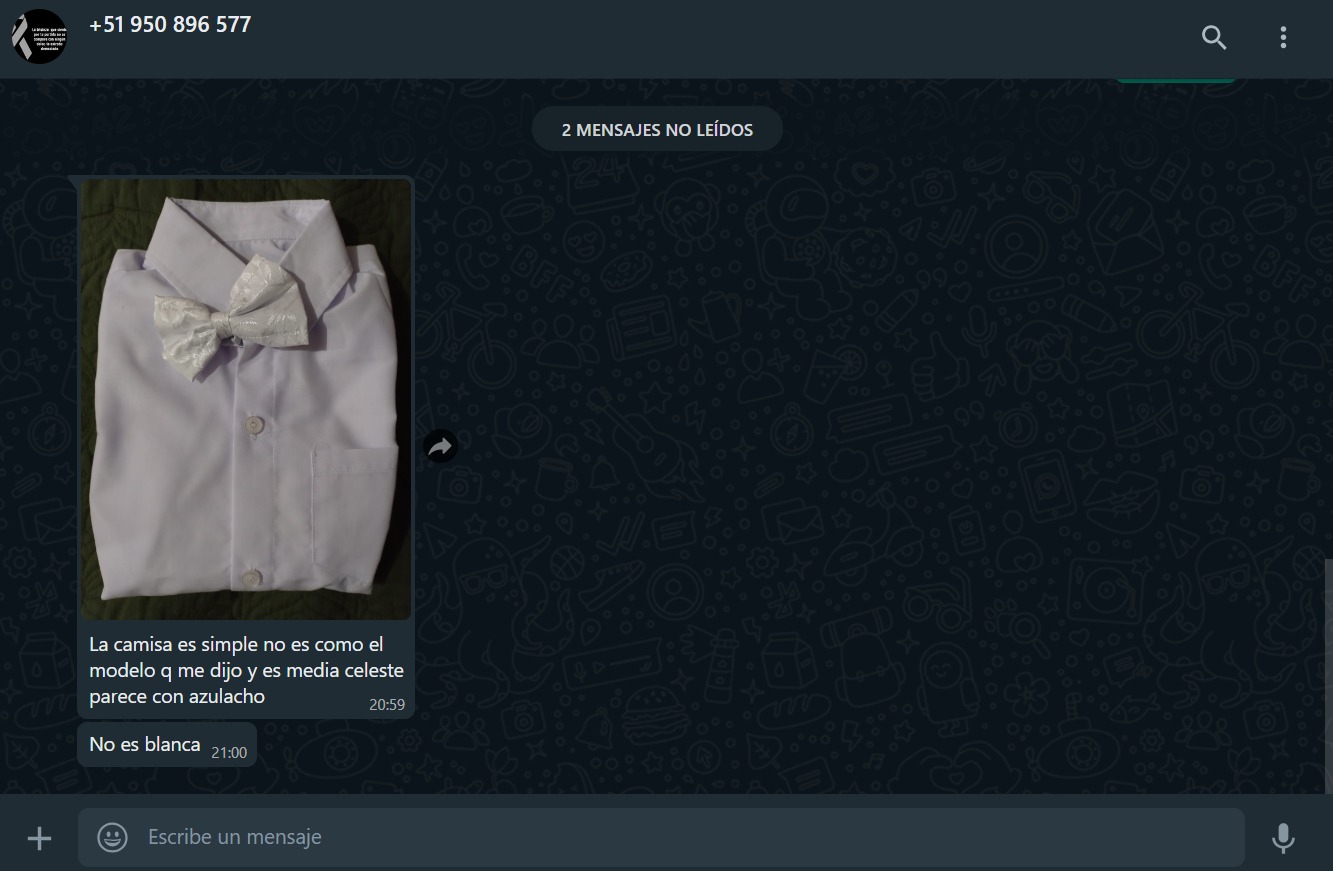 +51 950 896 577
2 MENSAJES NO LEÍDOS
La camisa es simple no es como el
modelo q me dijo y es media celeste
parece con azulacho
20:59
No es blanca 21:00
Escribe un mensaje